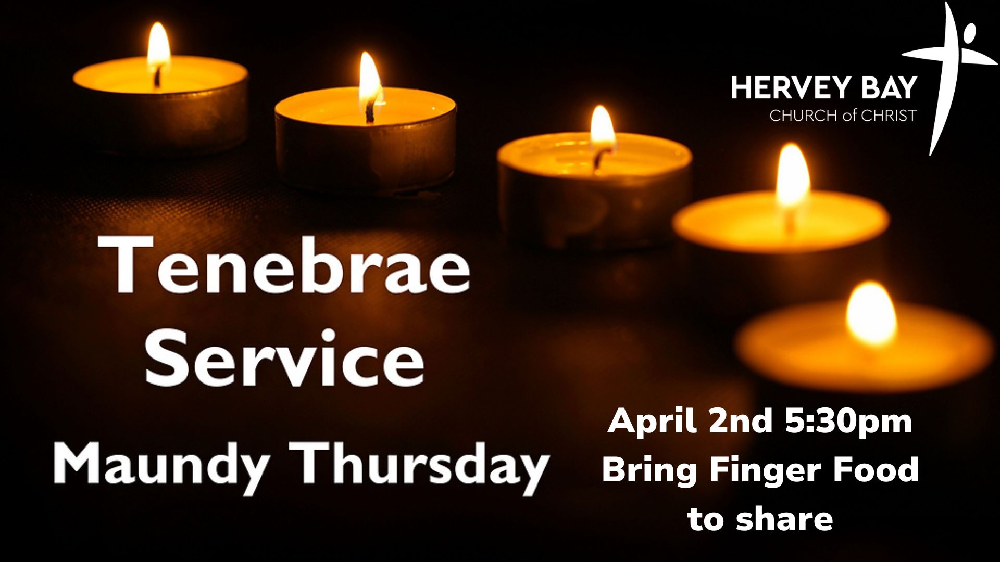 HERVEY BAY
CHURCH of CHRIST
Tenebrae
Service
Maundy Thursday
April 2nd 5:30pm
Bring Finger Food
to share